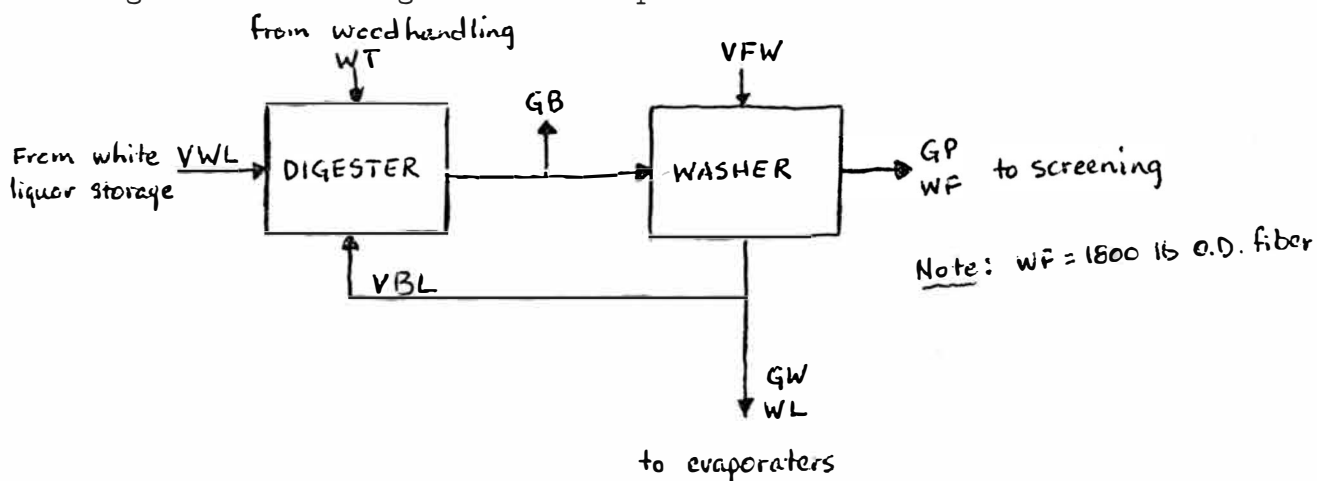 from woodhandling
WT
VFW
GB
From white VWL
liquor storage
DIGESTER
WASHER
GP
WF to screening
Note: WF = 1800 lb O.D. fiber
VBL
GW
WL
to evaporaters